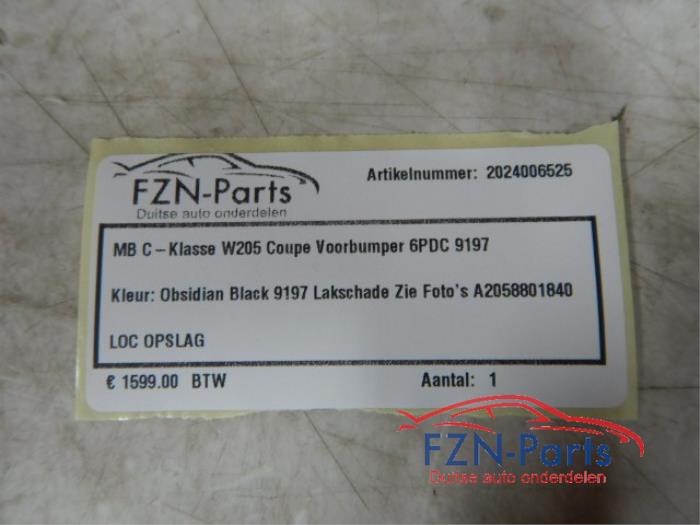 FZN-Parts
Duitse auto onderdelen
Artikelnummer: 2024006525
MB C-Klasse W205 Coupe Voorbumper 6PDC 9197
Kleur: Obsidian Black 9197 Lakschade Zie Foto's A2058801840
LOC OPSLAG
€ 1599.00 BTW
Aantal: 1
FZN-Parts
Duitse auto onderdelen